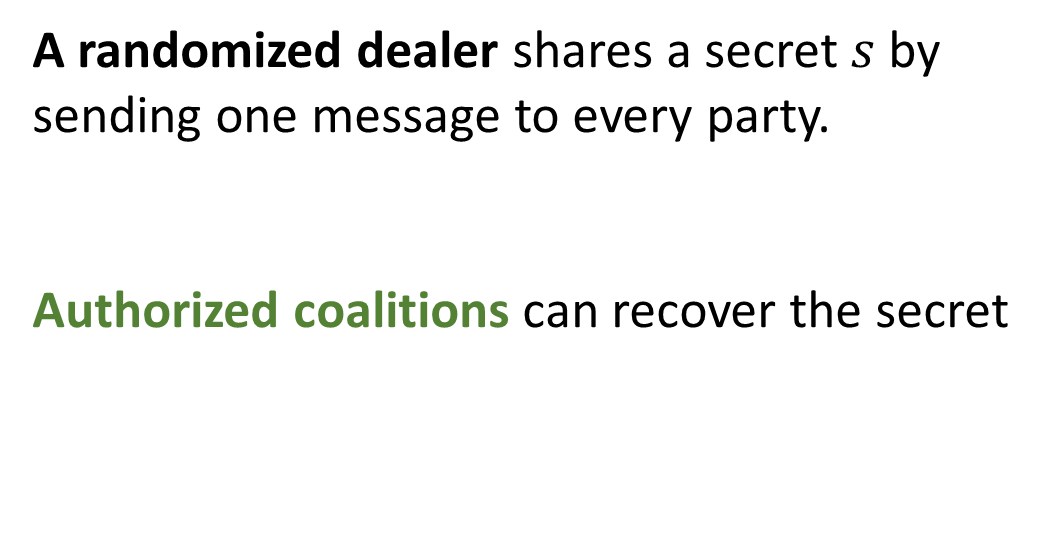 A randomized dealer shares a secret s by
sending one message to every party.
Authorized coalitions can recover the secret